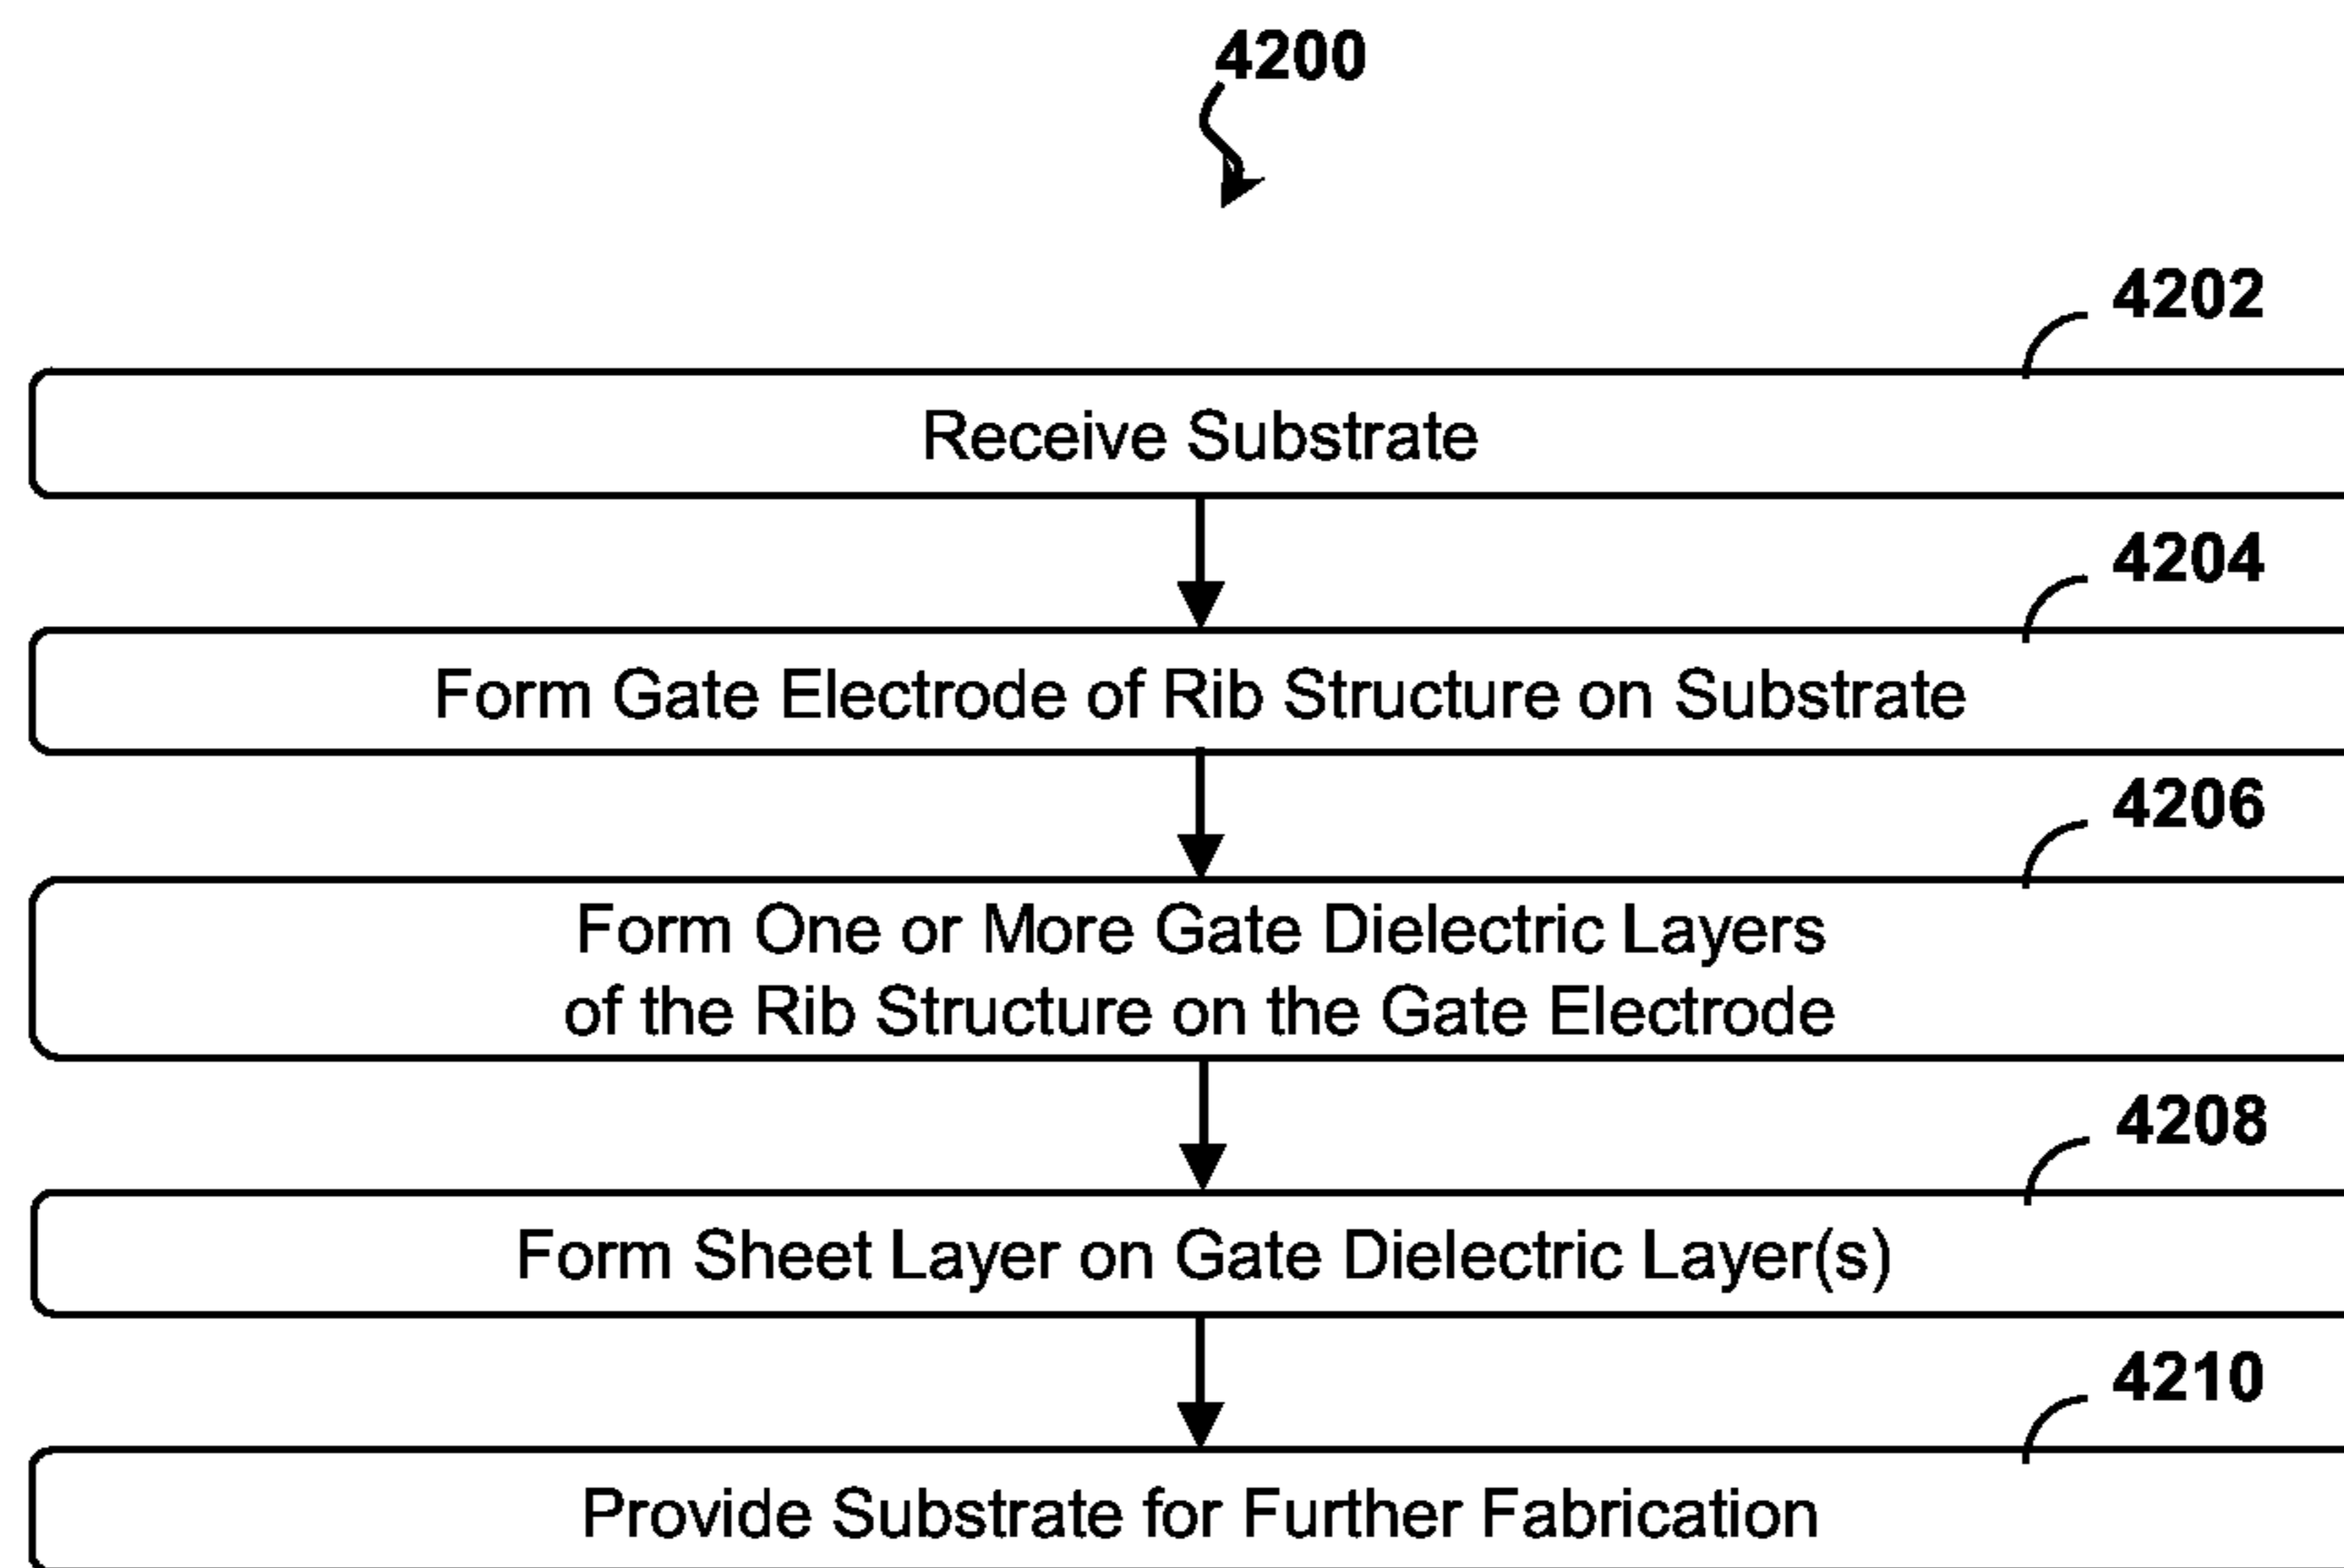 4200
4202
Receive Substrate
4204
Form Gate Electrode of Rib Structure on Substrate
4206
Form One or More Gate Dielectric Layers
of the Rib Structure on the Gate Electrode
4208
Form Sheet Layer on Gate Dielectric Layer(s)
4210
Provide Substrate for Further Fabrication